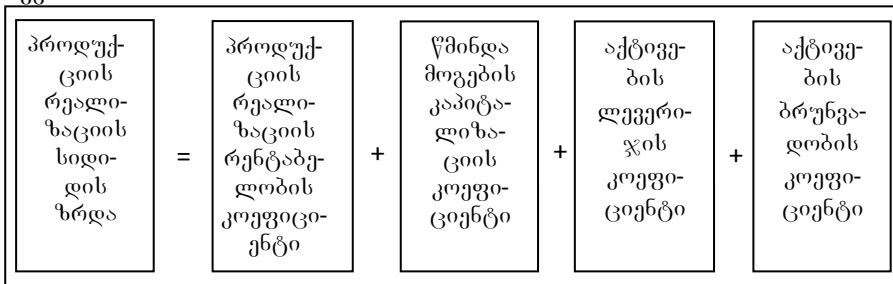 პროდუქ-
ციის
რეალი-
ზაციის
სიდი-
დის
ზრდა
=
პროდუქ-
ციის
რეალი-
ზაციის
რენტაბე-
ლობის
კოეფიცი-
ენტი
+
წმინდა
მოგების
კაპიტა-
ლიზა-
ციის
კოეფი-
ციენტი
+
აქტივე-
ბის
ლევერი-
ჯის
კოეფი-
ციენტი
+
აქტივე-
ბის
ბრუნვა-
დობის
კოეფი-
ციენტი